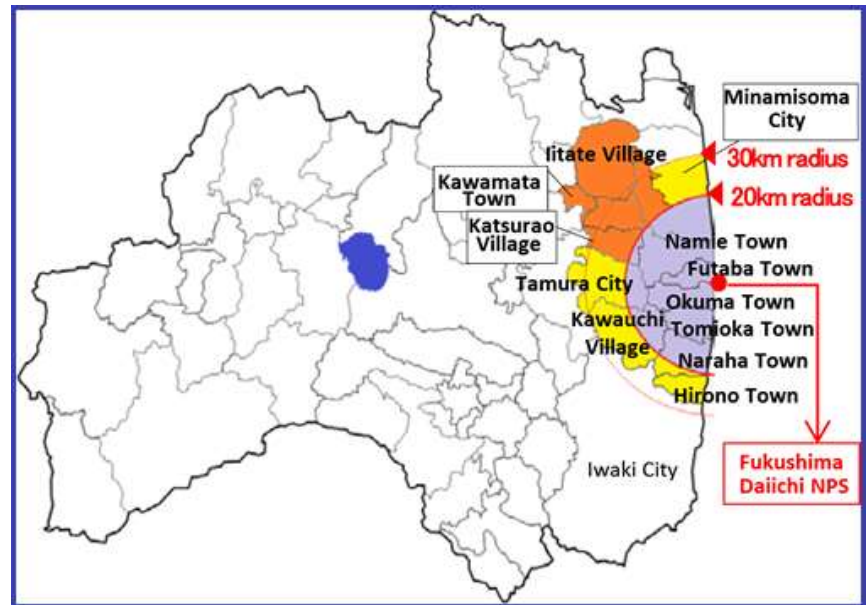 Minamisoma
City
Iitate Village
30km radius
Kawamata
Town
20km radius
Katsurao
Village
Namie Town
Futaba Town
Tamura City
Okuma Town
Kawauchi
Village
Tomioka Town
Naraha Town
Hirono Town
Iwaki City
Fukushima
Daiichi NPS